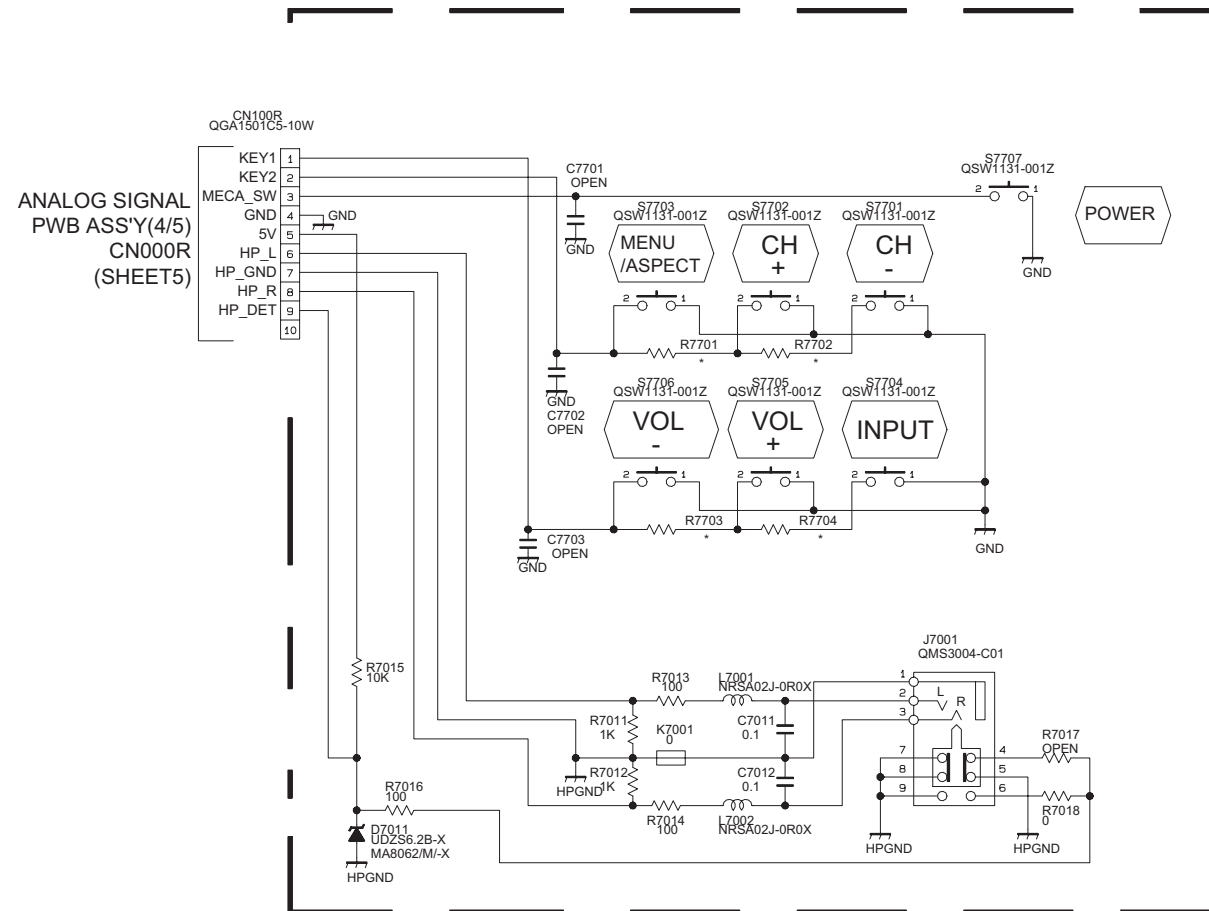 CN100R
QGA1501C5-10W
ANALOG SIGNAL
PWB ASS'Y(4/5)
CN000R
(SHEET5)
KEY1 1
KEY2 2
MECA_SW 3
GND 4
5V 5
HP_L 6
HP_GND 7
HP_R 8
HP_DET 9
10
GND
C7701
OPEN
GND
S7707
QSW1131-001Z
2 1
GND
POWER
S7703
QSW1131-001Z
MENU
/ASPECT
2 1
S7702
QSW1131-001Z
CH
+
2 1
S7701
QSW1131-001Z
CH
-
2 1
R7701
*
R7702
*
GND
C7702
OPEN
S7706
QSW1131-001Z
VOL
-
2 1
S7705
QSW1131-001Z
VOL
+
2 1
S7704
QSW1131-001Z
INPUT
2 1
R7703
*
R7704
*
C7703
OPEN
GND
GND
R7015
10K
R7013
100
L7001
NRSA02J-0R0X
R7011
1K
K7001
0
C7011
0.1
HPGND
R7012
1K
C7012
0.1
R7014
100
L7002
NRSA02J-0R0X
R7016
100
D7011
UDZS6.2B-X
MA8062/M/-X
HPGND
J7001
QMS3004-C01
1
2
3
L
R
7
8
9
4
5
6
R7017
OPEN
R7018
0
HPGND
HPGND